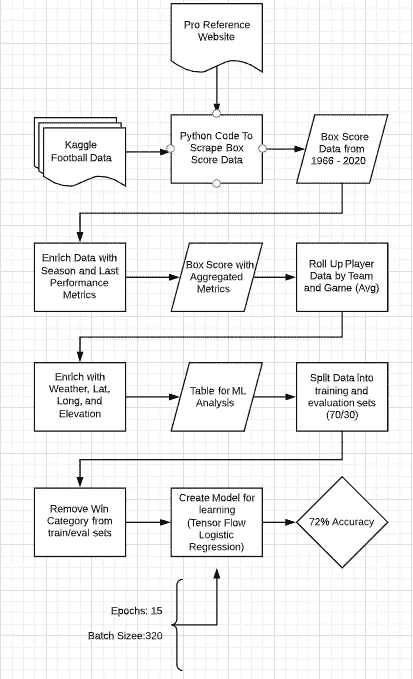 Pro Reference
Website
Kaggle
Football Data
Python Code To
Scrape Box
Score Data
Box Score
Data from
1966 - 2020
Enrich Data with
Season and Last
Performance
Metrics
Box Score with
Aggregated
Metrics
Roll Up Player
Data by Team
and Game (Avg)
Enrich with
Weather, Lat,
Long, and
Elevation
Table for ML
Analysis
Split Data into
training and
evaluation sets
(70/30)
Remove Win
Category from
train/eval sets
Create Model for
learning
(Tensor Flow
Logistic
Regression)
72% Accuracy
Epochs: 15
Batch Sizee:320